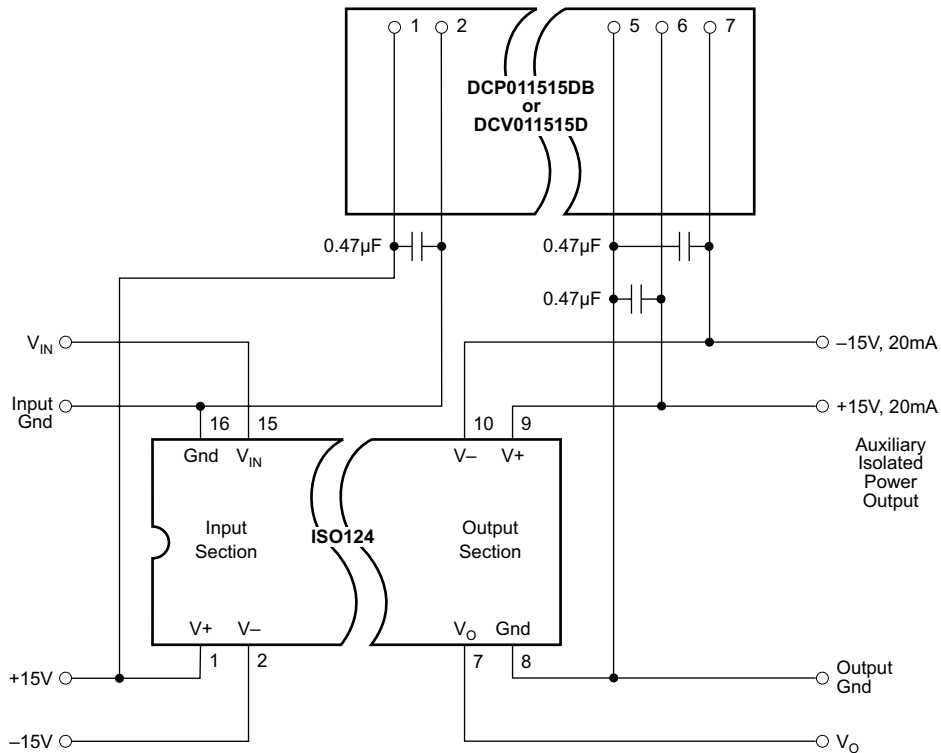 1 2 5 6 7
DCP011515DB
or
DCV011515D
0.47µF 0.47µF
0.47µF
V_IN –15V, 20mA
Input
Gnd
+15V, 20mA
16 15 10 9
Gnd V_IN V– V+
Auxiliary
Isolated
Power
Output
Input
Section
ISO124
Output
Section
V+ V– V_O Gnd
1 2 7 8
+15V
Output
Gnd
–15V V_O